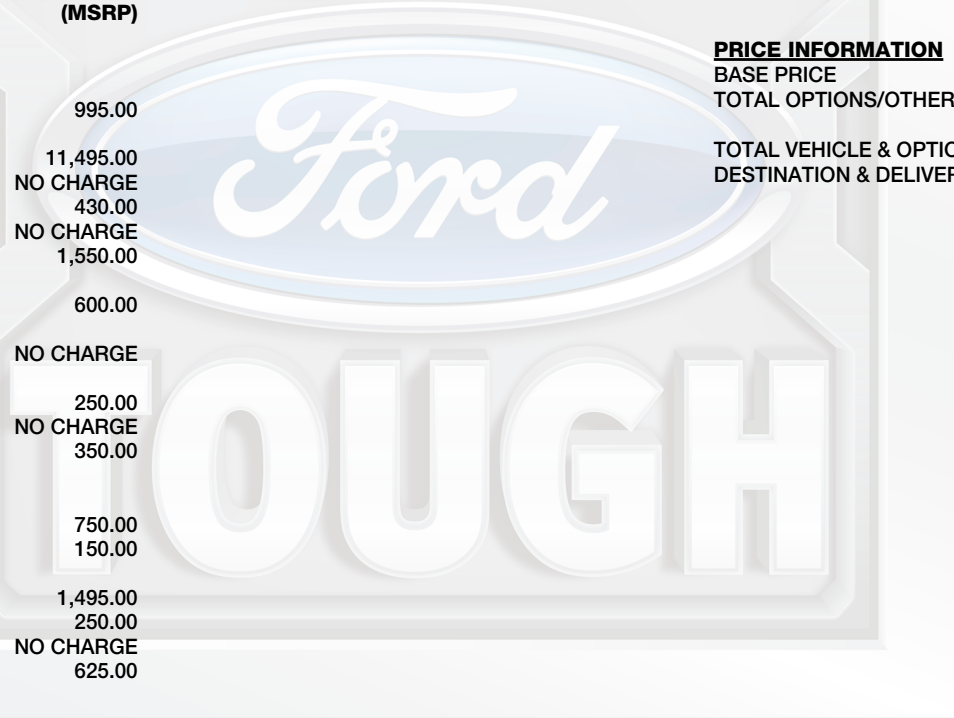 (MSRP)
995.00
11,495.00
NO CHARGE
430.00
NO CHARGE
1,550.00
600.00
NO CHARGE
250.00
NO CHARGE
350.00
750.00
150.00
1,495.00
250.00
NO CHARGE
625.00
PRICE INFORMATION
BASE PRICE
TOTAL OPTIONS/OTHER
TOTAL VEHICLE & OPTIO
DESTINATION & DELIVER
Ford
TOUGH